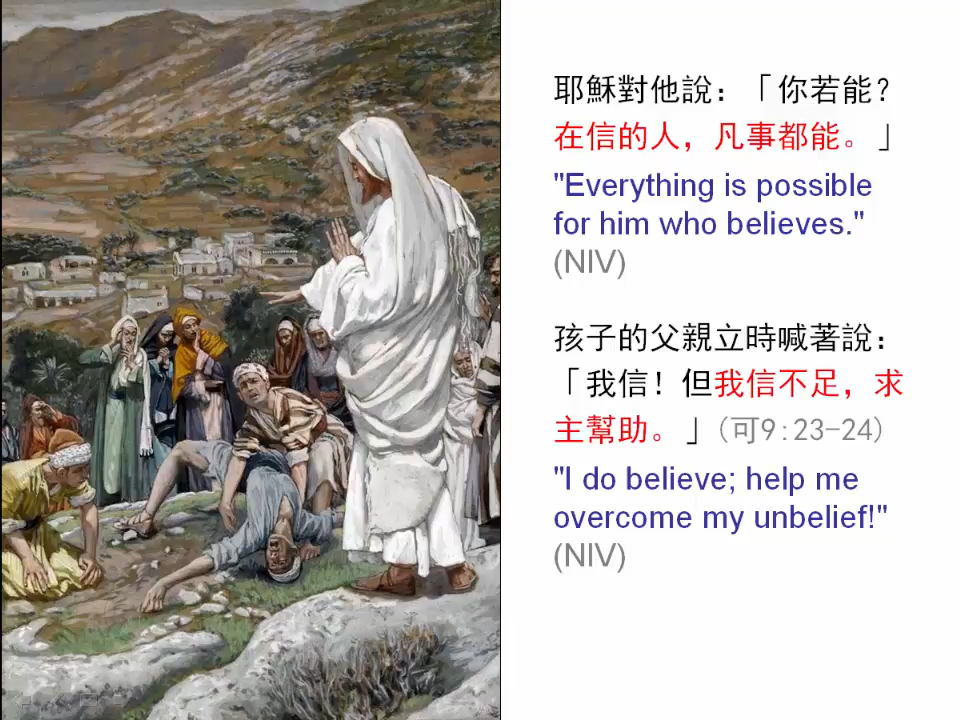 耶穌對他說：「你若能？
在信的人，凡事都能。」
"Everything is possible
for him who believes."
(NIV)
孩子的父親立時喊著說：
「我信！但我信不足，求
主幫助。」(可9:23-24)
"I do believe; help me
overcome my unbelief!"
(NIV)